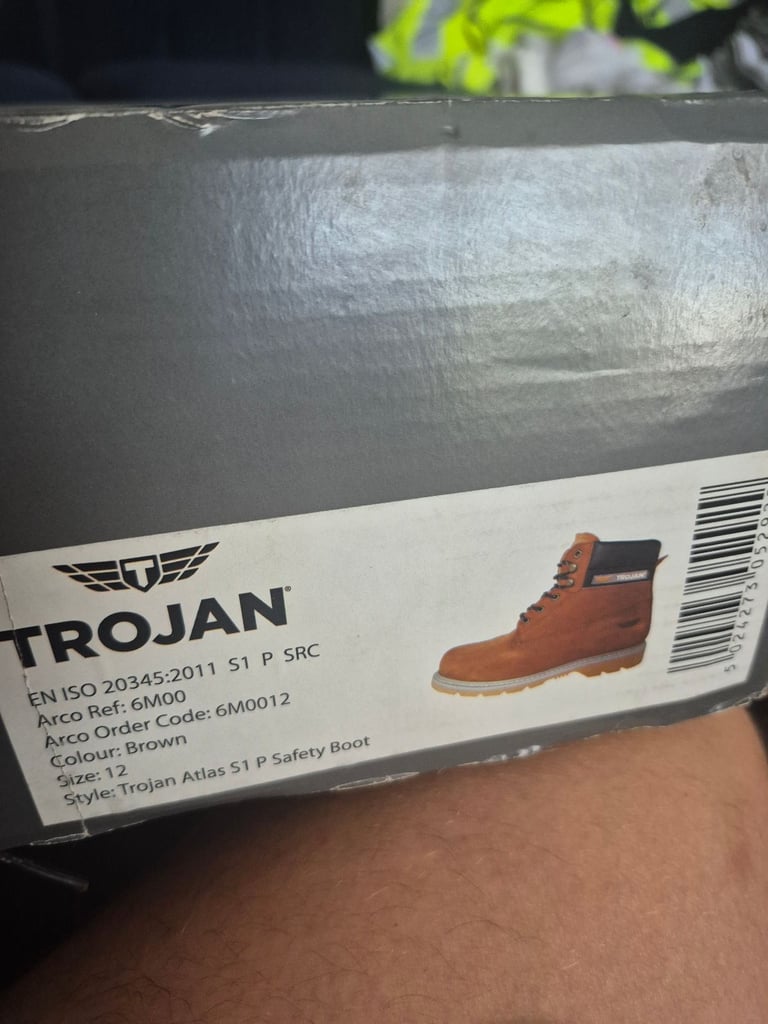 TROJAN®
EN ISO 20345:2011 S1 P SRC
Arco Ref: 6M00
Arco Order Code: 6M0012
Colour: Brown
Size: 12
Style: Trojan Atlas S1 P Safety Boot
TROJAN